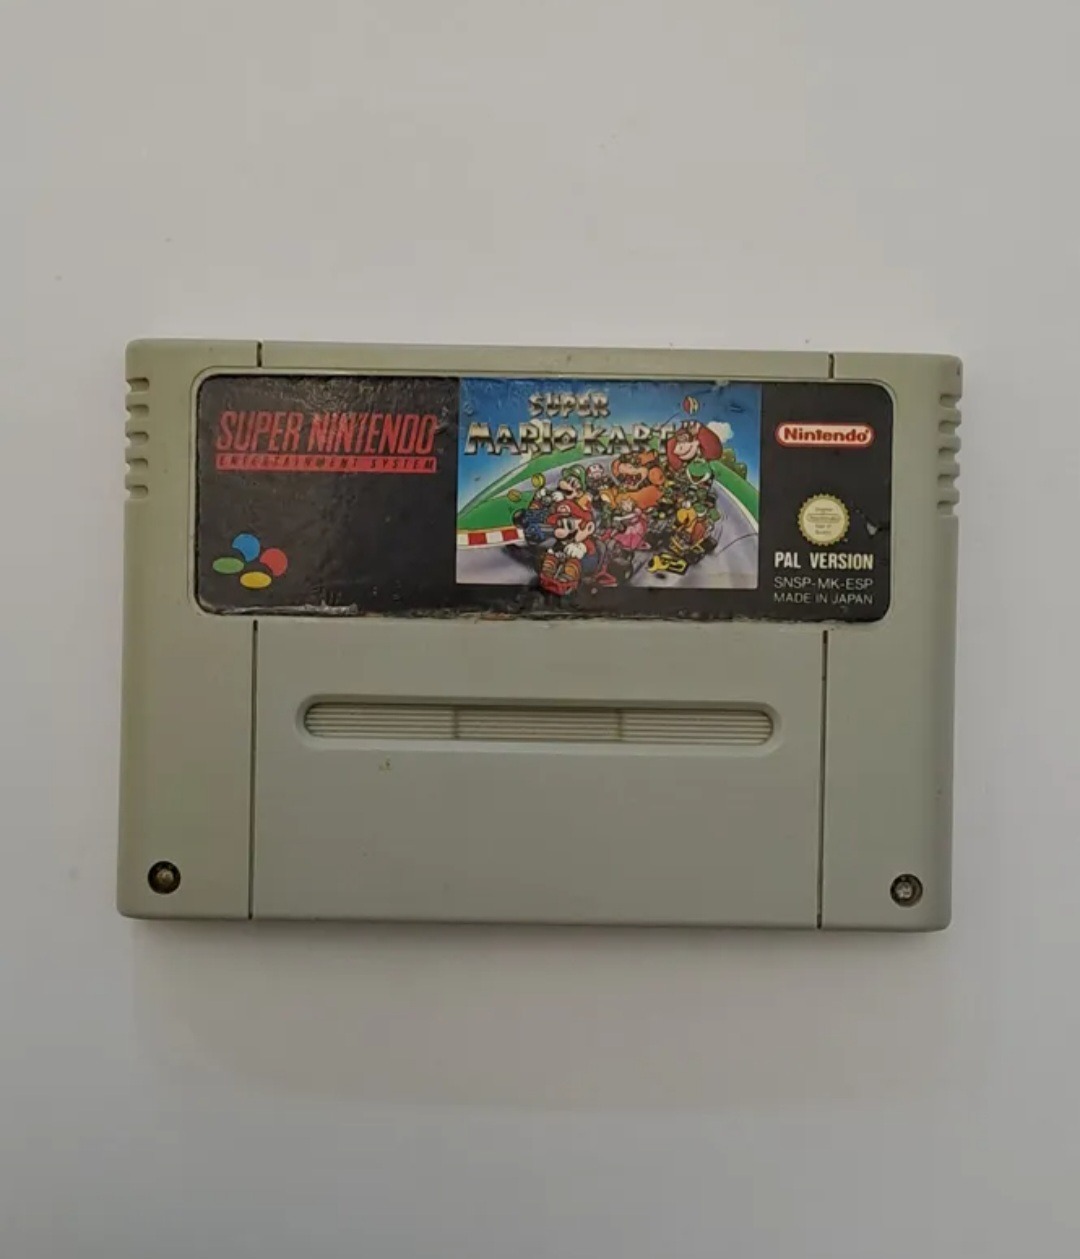 SUPER NINTENDO
ENTERTAINMENT SYSTEM
SUPER
MARIO KART
Nintendo
PAL VERSION
SNSP-MK-ESP
MADE IN JAPAN